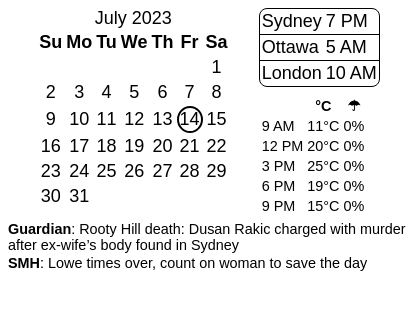 July 2023
Su Mo Tu We Th Fr Sa
1
2 3 4 5 6 7 8
9 10 11 12 13 14 15
16 17 18 19 20 21 22
23 24 25 26 27 28 29
30 31
Sydney 7 PM
Ottawa 5 AM
London 10 AM
°C ☂
9 AM 11°C 0%
12 PM 20°C 0%
3 PM 25°C 0%
6 PM 19°C 0%
9 PM 15°C 0%
Guardian: Rooty Hill death: Dusan Rakic charged with murder
after ex-wife’s body found in Sydney
SMH: Lowe times over, count on woman to save the day